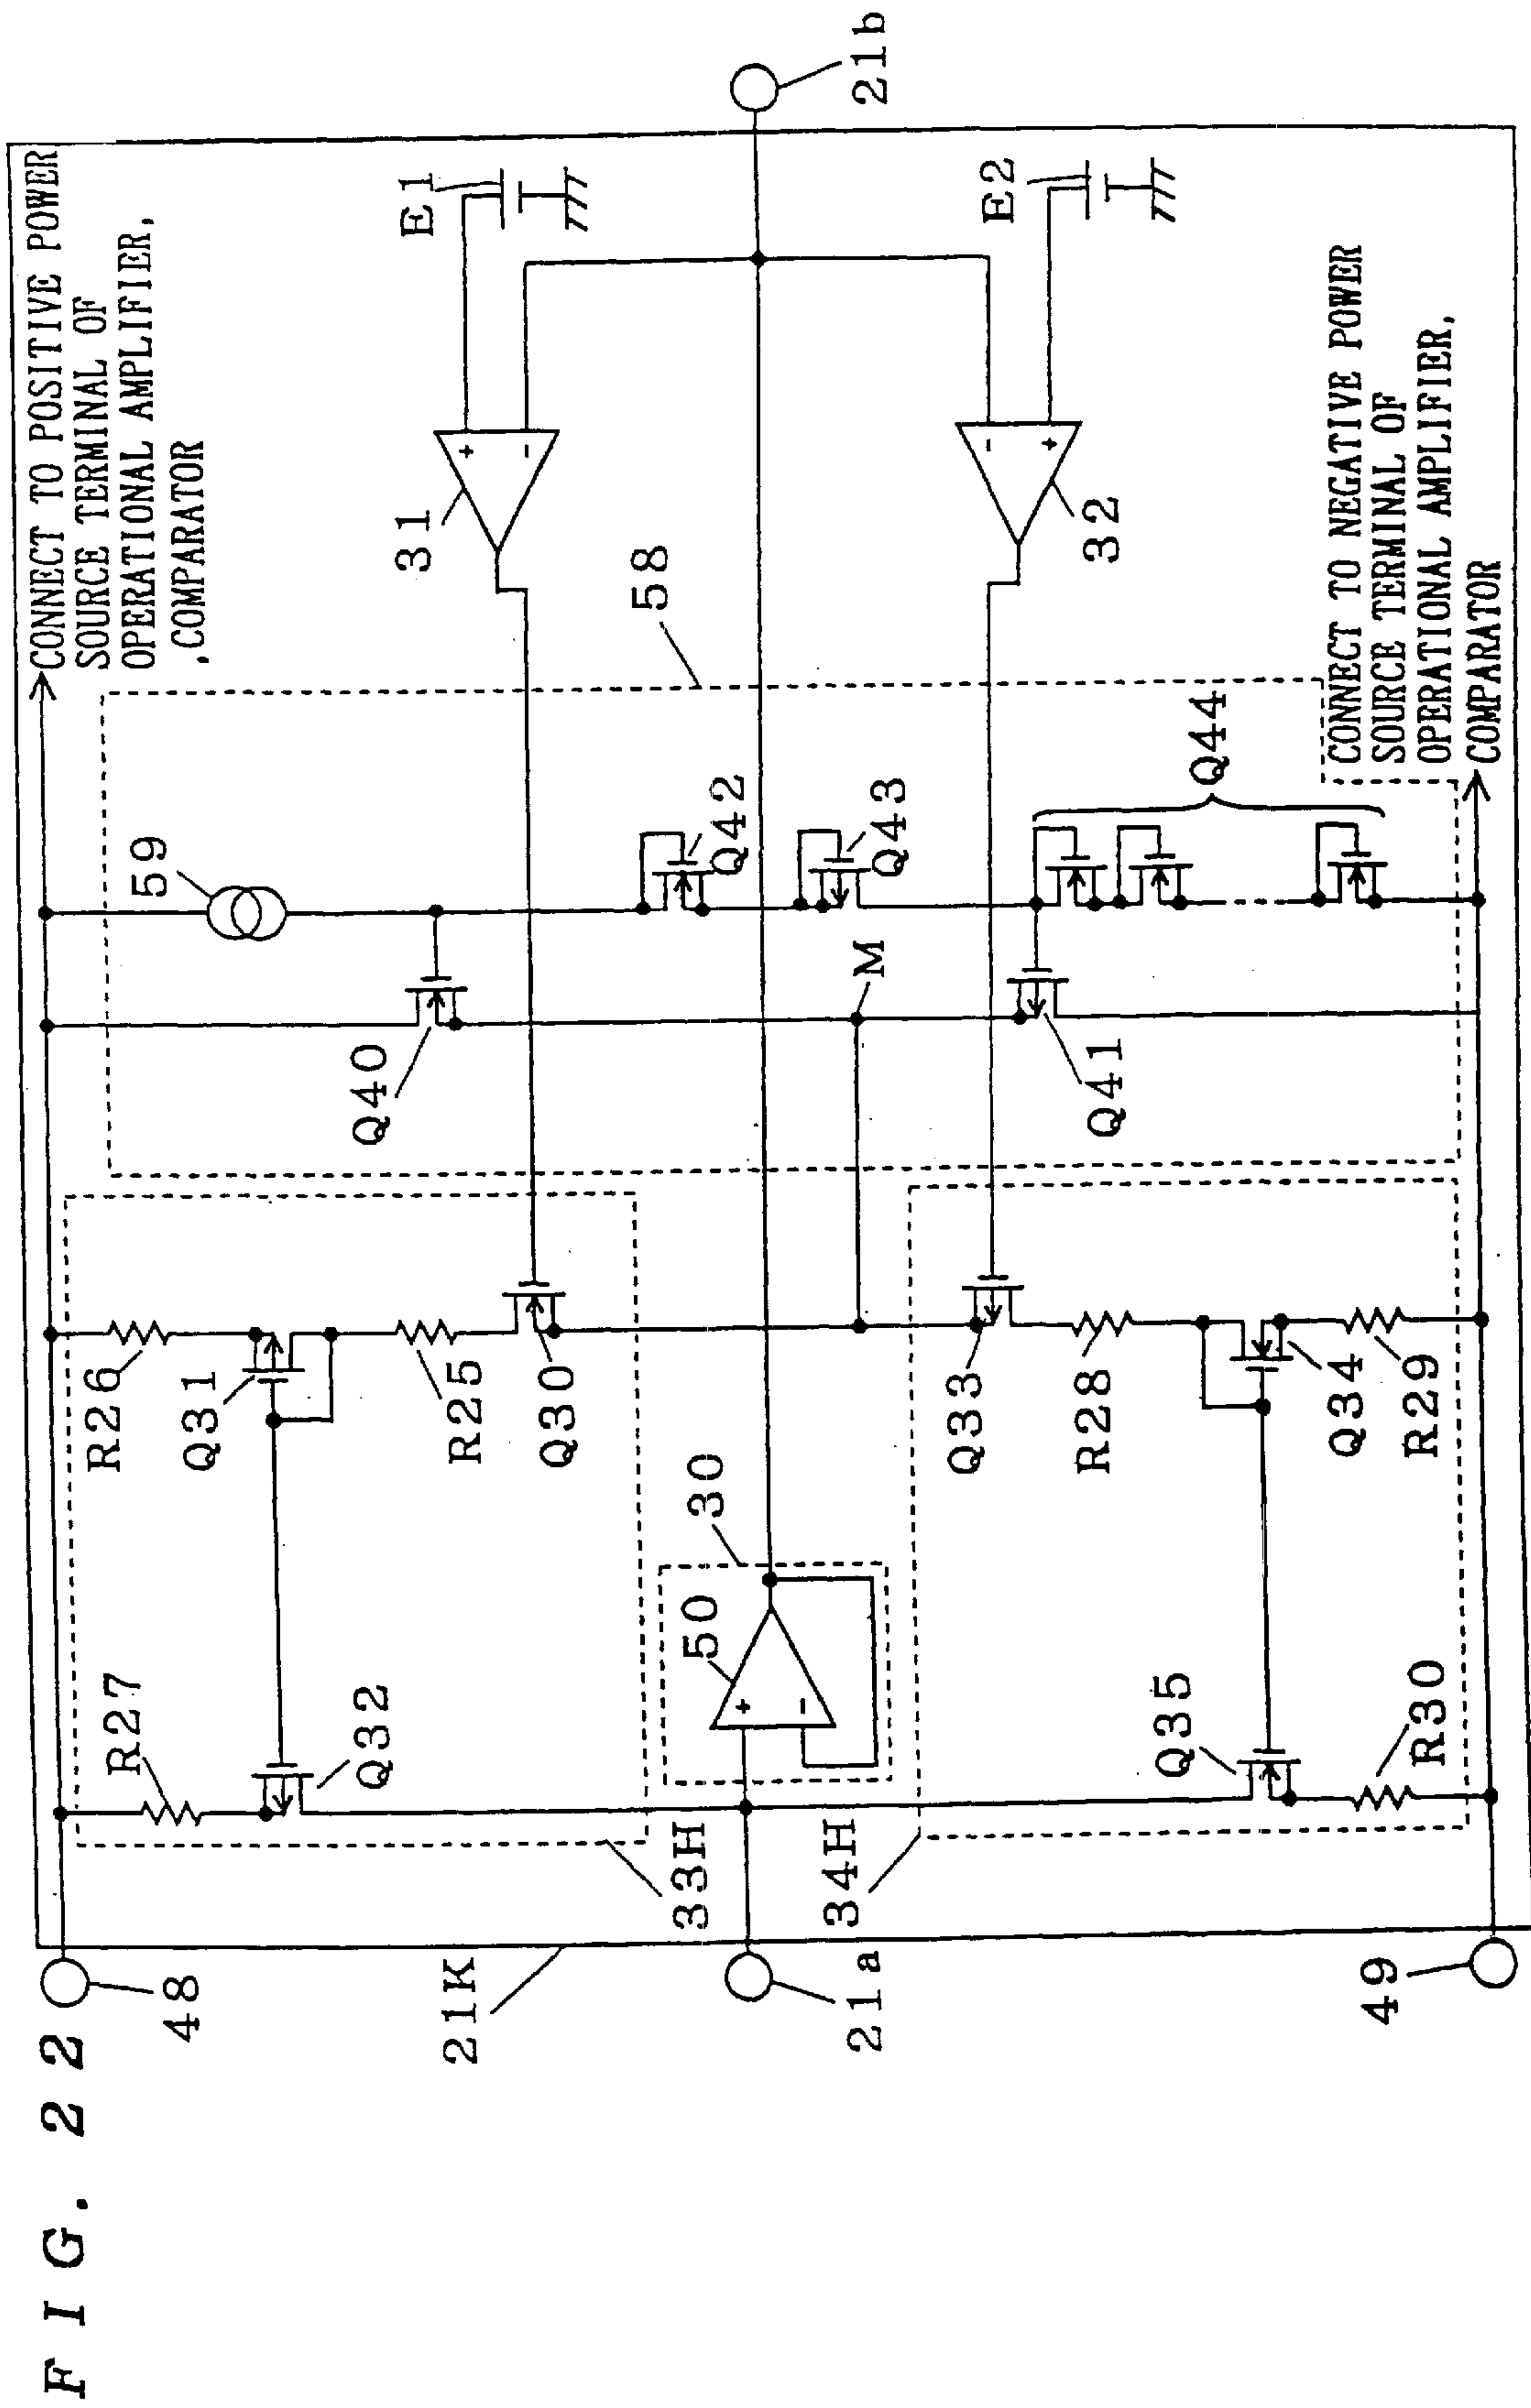 FIG. 22
48
21K
21a
49
R27
Q32
33H
34H
50
30
+
-
Q35
R30
R26
Q31
R25
Q30
Q33
R28
Q34
R29
59
Q40
Q42
Q43
M
Q41
Q44
58
CONNECT TO POSITIVE POWER
SOURCE TERMINAL OF
OPERATIONAL AMPLIFIER,
,COMPARATOR
CONNECT TO NEGATIVE POWER
SOURCE TERMINAL OF
OPERATIONAL AMPLIFIER,
COMPARATOR
31
+
-
32
-
+
E1
E2
21b